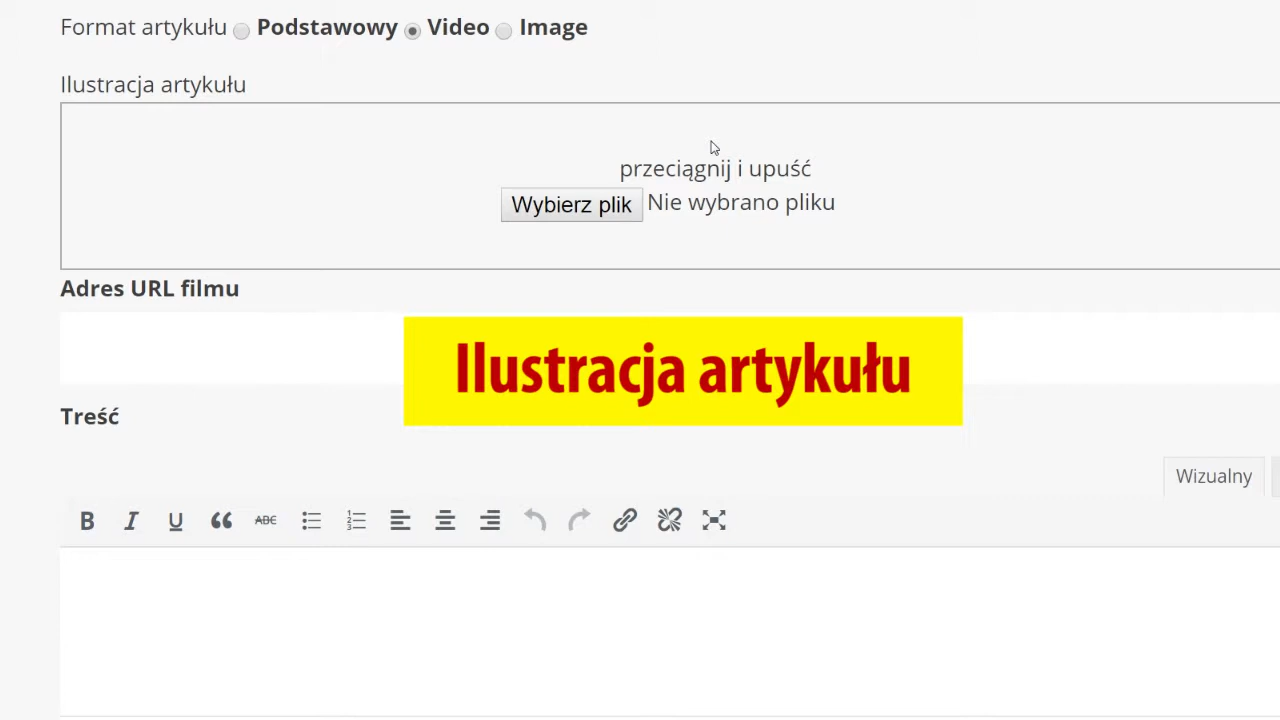 Format artykułu Podstawowy Video Image
Ilustracja artykułu
przeciągnij i upuść
Wybierz plik Nie wybrano pliku
Adres URL filmu
Ilustracja artykułu
Treść
Wizualny
B I U ABC